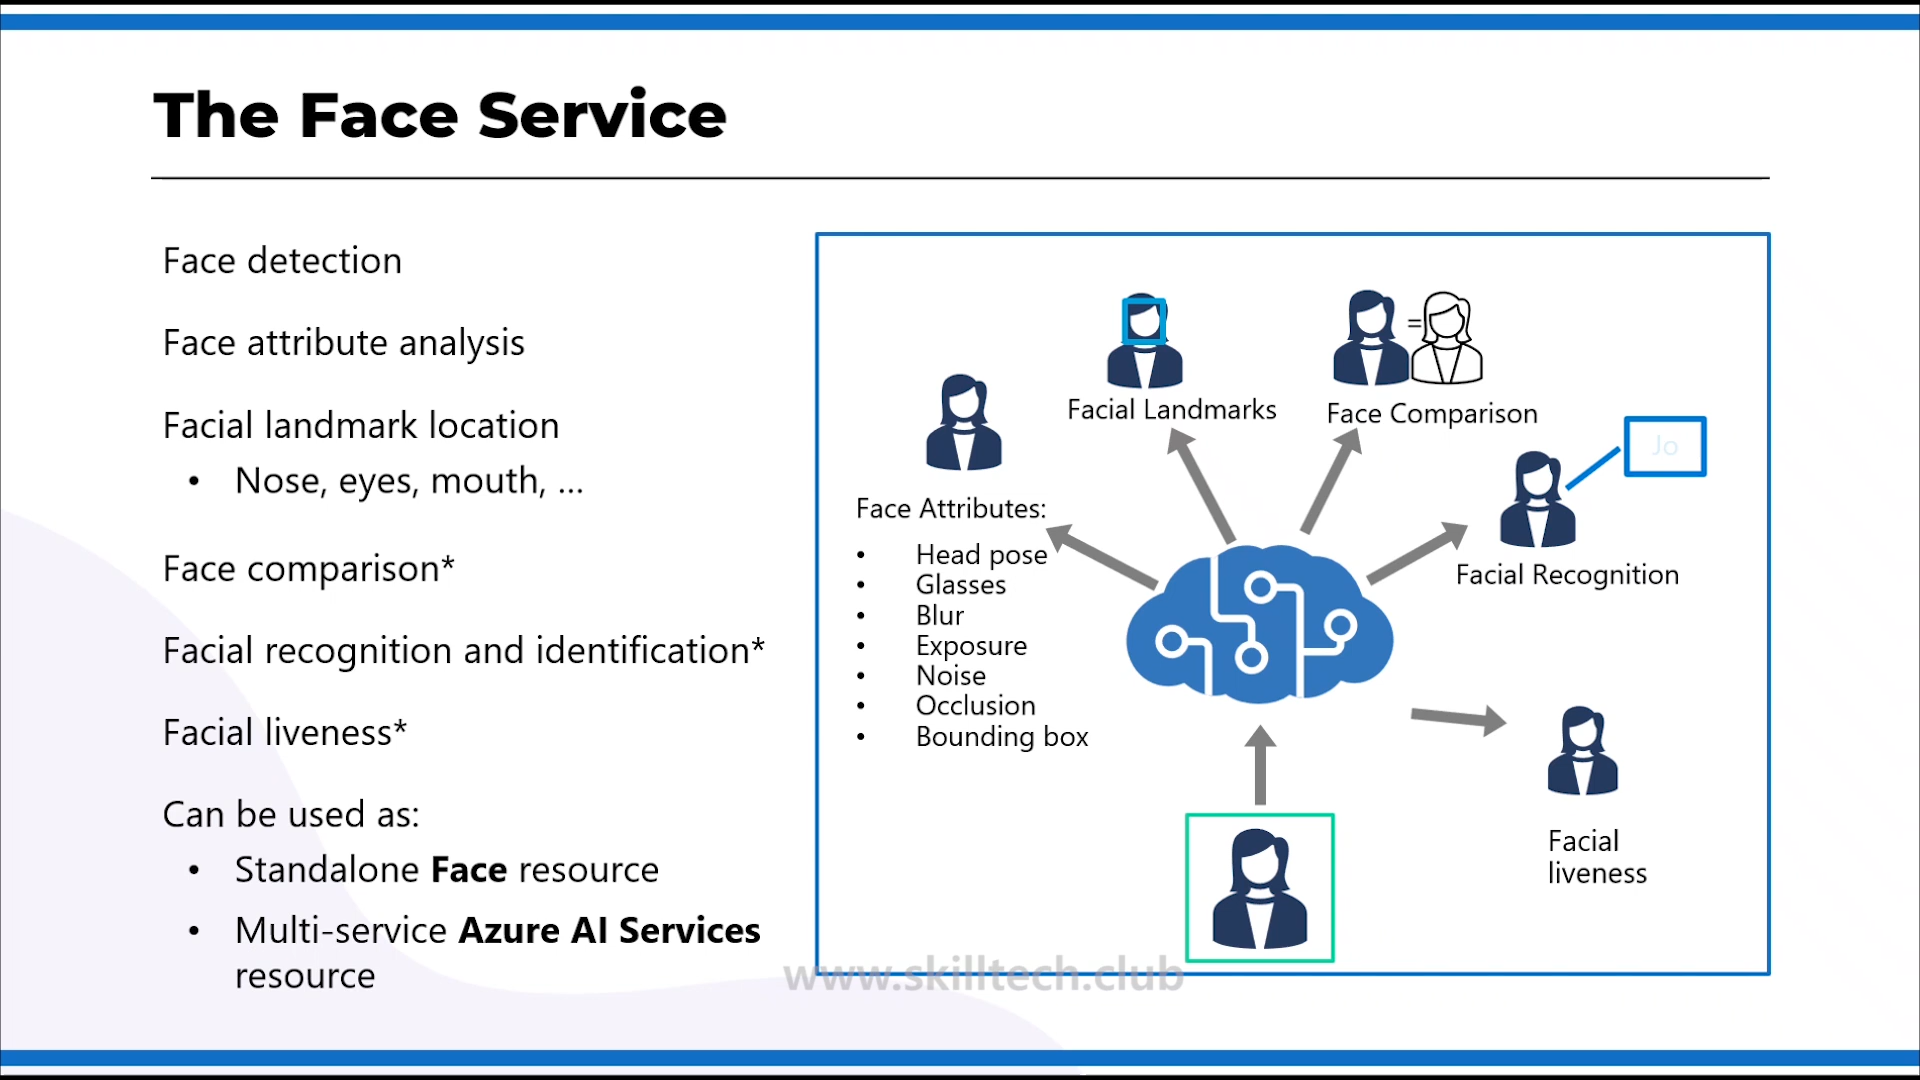 The Face Service
Face detection
Face attribute analysis
Facial landmark location
• Nose, eyes, mouth, ...
Face comparison*
Facial recognition and identification*
Facial liveness*
Can be used as:
• Standalone Face resource
• Multi-service Azure AI Services
resource
Facial Landmarks
=
Face Comparison
Jo
Facial Recognition
Face Attributes:
• Head pose
• Glasses
• Blur
• Exposure
• Noise
• Occlusion
• Bounding box
Facial
liveness
www.skilltech.club